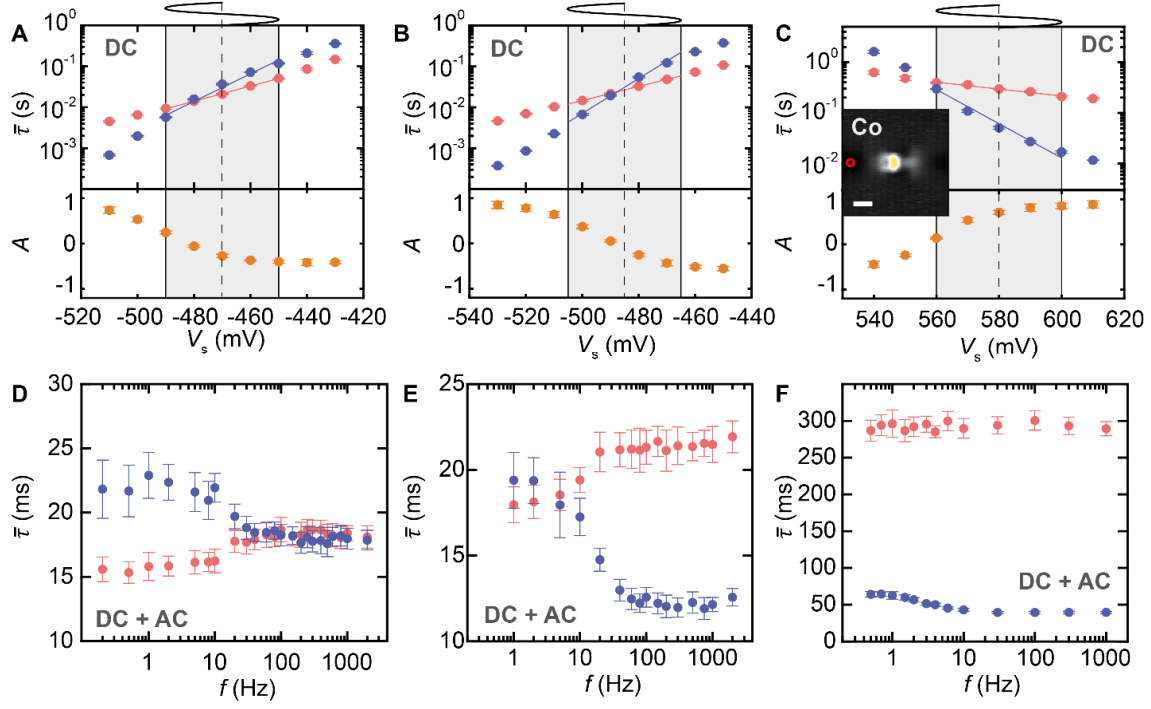 A
DC
10⁰
10⁻¹
10⁻²
10⁻³
τ̄ (s)
1
0
-1
A
-520 -500 -480 -460 -440 -420
Vₛ (mV)
B
DC
10⁰
10⁻¹
10⁻²
10⁻³
τ̄ (s)
1
0
-1
A
-540 -520 -500 -480 -460 -440
Vₛ (mV)
C
DC
10⁰
10⁻¹
10⁻²
τ̄ (s)
Co
1
0
-1
A
540 560 580 600 620
Vₛ (mV)
D
30
25
20
15
10
τ̄ (ms)
DC + AC
1 10 100 1000
f (Hz)
E
25
20
15
10
τ̄ (ms)
DC + AC
1 10 100 1000
f (Hz)
F
300
250
200
150
100
50
0
τ̄ (ms)
DC + AC
1 10 100 1000
f (Hz)